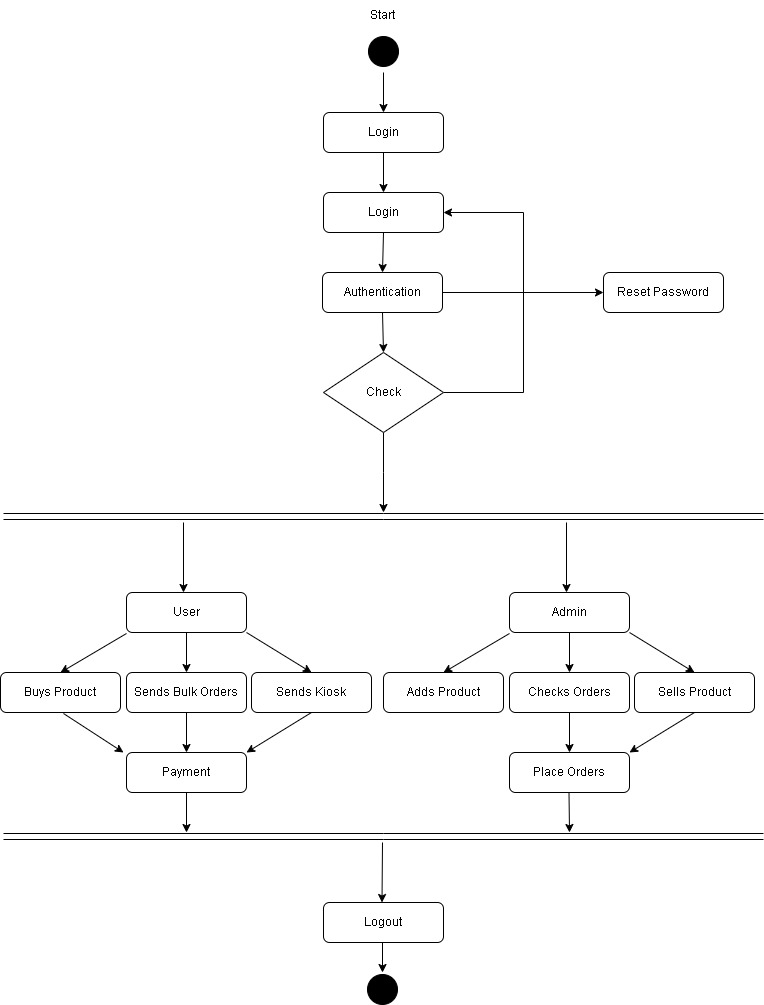 Start
Login
Login
Authentication
Reset Password
Check
User
Admin
Buys Product
Sends Bulk Orders
Sends Kiosk
Adds Product
Checks Orders
Sells Product
Payment
Place Orders
Logout